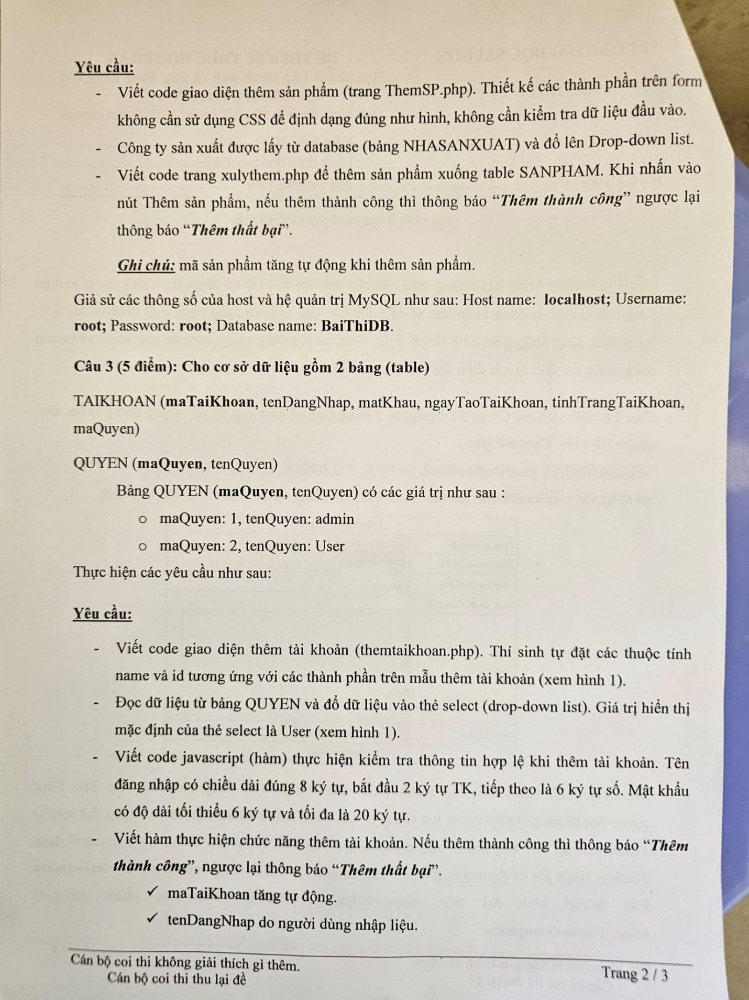 Yêu cầu:
- Viết code giao diện thêm sản phẩm (trang ThemSP.php). Thiết kế các thành phần trên form
không cần sử dụng CSS để định dạng đúng như hình, không cần kiểm tra dữ liệu đầu vào.
- Công ty sản xuất được lấy từ database (bảng NHASANXUAT) và đổ lên Drop-down list.
- Viết code trang xulythem.php để thêm sản phẩm xuống table SANPHAM. Khi nhấn vào
nút Thêm sản phẩm, nếu thêm thành công thì thông báo “Thêm thành công” ngược lại
thông báo “Thêm thất bại”.
Ghi chú: mã sản phẩm tăng tự động khi thêm sản phẩm.
Giả sử các thông số của host và hệ quản trị MySQL như sau: Host name: localhost; Username:
root; Password: root; Database name: BaiThiDB.
Câu 3 (5 điểm): Cho cơ sở dữ liệu gồm 2 bảng (table)
TAIKHOAN (maTaiKhoan, tenDangNhap, matKhau, ngayTaoTaiKhoan, tinhTrangTaiKhoan,
maQuyen)
QUYEN (maQuyen, tenQuyen)
Bảng QUYEN (maQuyen, tenQuyen) có các giá trị như sau :
o maQuyen: 1, tenQuyen: admin
o maQuyen: 2, tenQuyen: User
Thực hiện các yêu cầu như sau:
Yêu cầu:
- Viết code giao diện thêm tài khoản (themtaikhoan.php). Thí sinh tự đặt các thuộc tính
name và id tương ứng với các thành phần trên mẫu thêm tài khoản (xem hình 1).
- Đọc dữ liệu từ bảng QUYEN và đổ dữ liệu vào thẻ select (drop-down list). Giá trị hiển thị
mặc định của thẻ select là User (xem hình 1).
- Viết code javascript (hàm) thực hiện kiểm tra thông tin hợp lệ khi thêm tài khoản. Tên
đăng nhập có chiều dài đúng 8 ký tự, bắt đầu 2 ký tự TK, tiếp theo là 6 ký tự số. Mật khẩu
có độ dài tối thiểu 6 ký tự và tối đa là 20 ký tự.
- Viết hàm thực hiện chức năng thêm tài khoản. Nếu thêm thành công thì thông báo “Thêm
thành công”, ngược lại thông báo “Thêm thất bại”.
✓ maTaiKhoan tăng tự động.
✓ tenDangNhap do người dùng nhập liệu.
Cán bộ coi thi không giải thích gì thêm.
Cán bộ coi thi thu lại đề
Trang 2 / 3